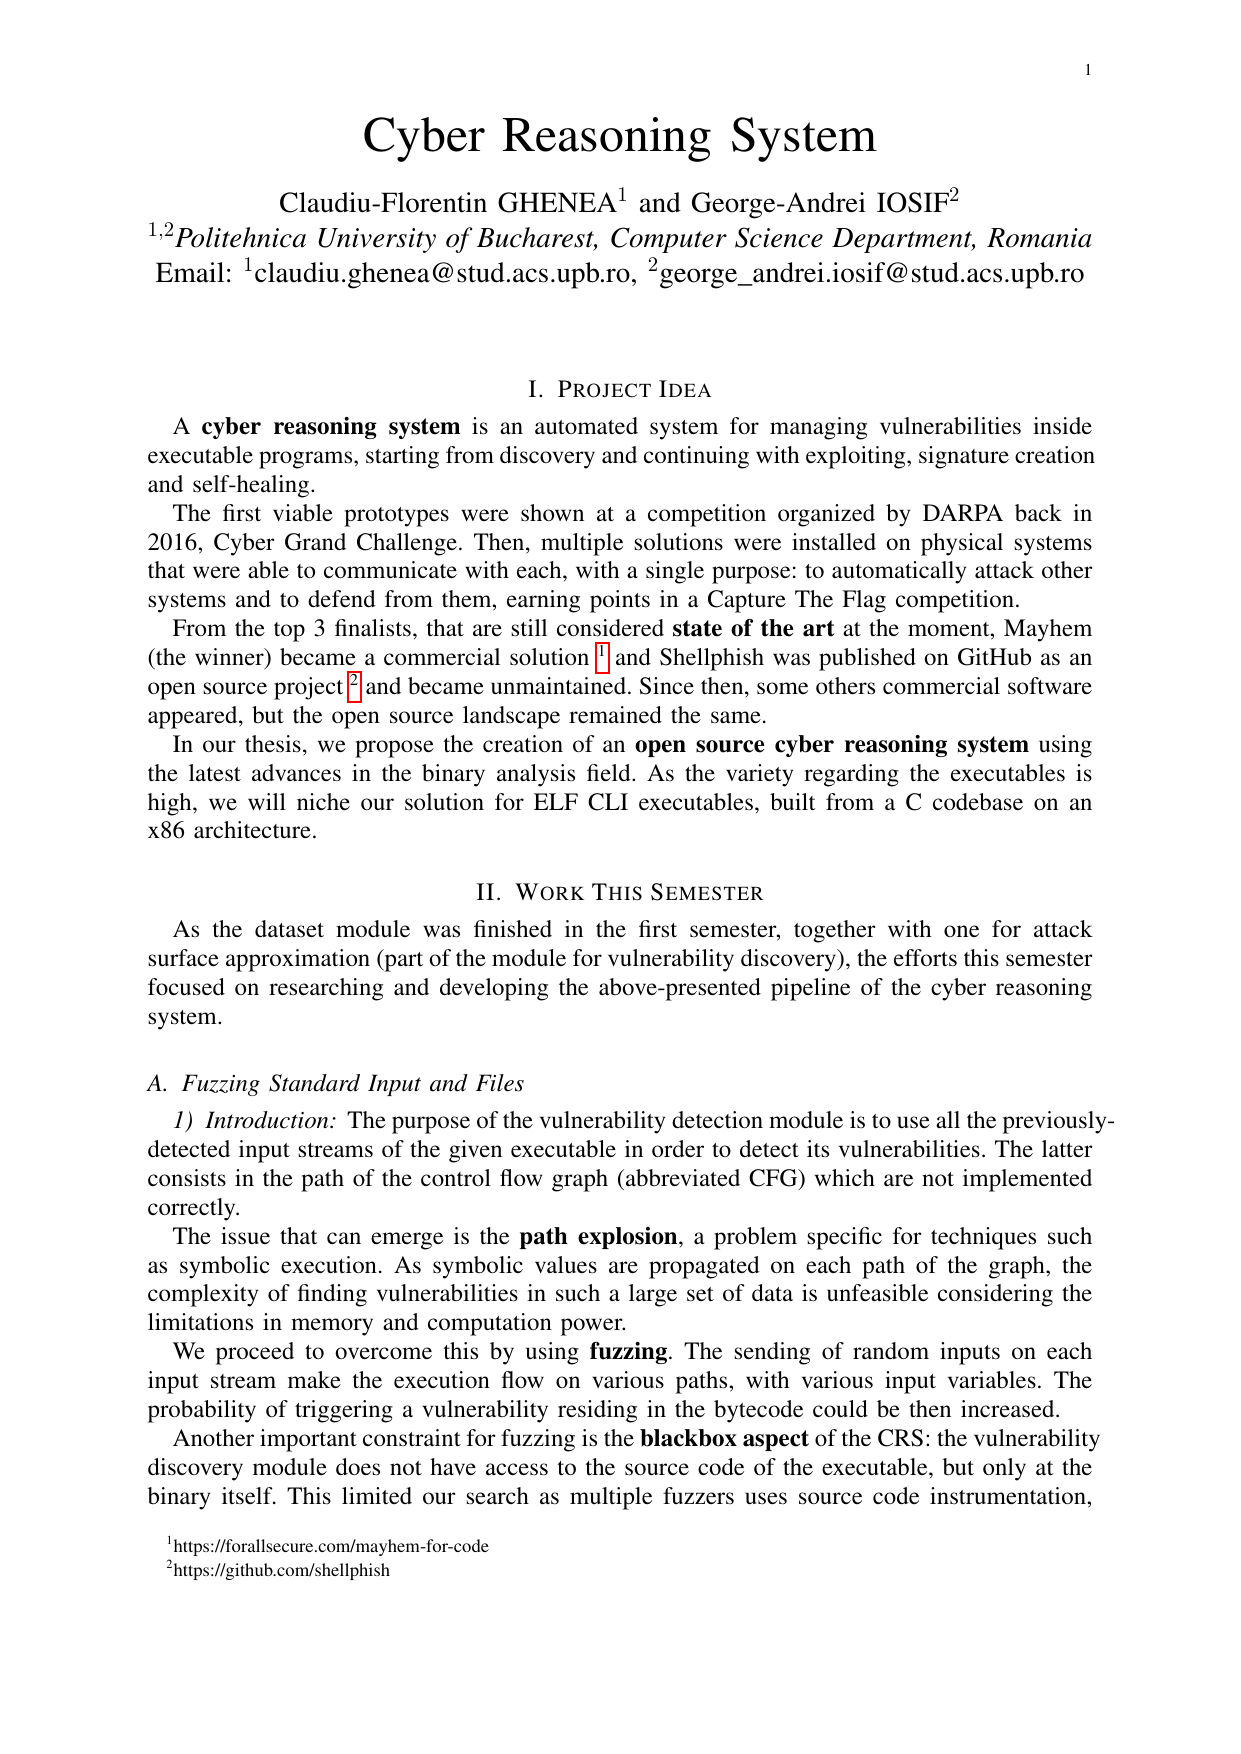 1
Cyber Reasoning System
Claudiu-Florentin GHENEA1 and George-Andrei IOSIF2
1,2Politehnica University of Bucharest, Computer Science Department, Romania
Email: 1claudiu.ghenea@stud.acs.upb.ro, 2george_andrei.iosif@stud.acs.upb.ro
I. PROJECT IDEA
A cyber reasoning system is an automated system for managing vulnerabilities inside
executable programs, starting from discovery and continuing with exploiting, signature creation
and self-healing.
The first viable prototypes were shown at a competition organized by DARPA back in
2016, Cyber Grand Challenge. Then, multiple solutions were installed on physical systems
that were able to communicate with each, with a single purpose: to automatically attack other
systems and to defend from them, earning points in a Capture The Flag competition.
From the top 3 finalists, that are still considered state of the art at the moment, Mayhem
(the winner) became a commercial solution 1 and Shellphish was published on GitHub as an
open source project 2 and became unmaintained. Since then, some others commercial software
appeared, but the open source landscape remained the same.
In our thesis, we propose the creation of an open source cyber reasoning system using
the latest advances in the binary analysis field. As the variety regarding the executables is
high, we will niche our solution for ELF CLI executables, built from a C codebase on an
x86 architecture.
II. WORK THIS SEMESTER
As the dataset module was finished in the first semester, together with one for attack
surface approximation (part of the module for vulnerability discovery), the efforts this semester
focused on researching and developing the above-presented pipeline of the cyber reasoning
system.
A. Fuzzing Standard Input and Files
1) Introduction: The purpose of the vulnerability detection module is to use all the previously-
detected input streams of the given executable in order to detect its vulnerabilities. The latter
consists in the path of the control flow graph (abbreviated CFG) which are not implemented
correctly.
The issue that can emerge is the path explosion, a problem specific for techniques such
as symbolic execution. As symbolic values are propagated on each path of the graph, the
complexity of finding vulnerabilities in such a large set of data is unfeasible considering the
limitations in memory and computation power.
We proceed to overcome this by using fuzzing. The sending of random inputs on each
input stream make the execution flow on various paths, with various input variables. The
probability of triggering a vulnerability residing in the bytecode could be then increased.
Another important constraint for fuzzing is the blackbox aspect of the CRS: the vulnerability
discovery module does not have access to the source code of the executable, but only at the
binary itself. This limited our search as multiple fuzzers uses source code instrumentation,
1https://forallsecure.com/mayhem-for-code
2https://github.com/shellphish